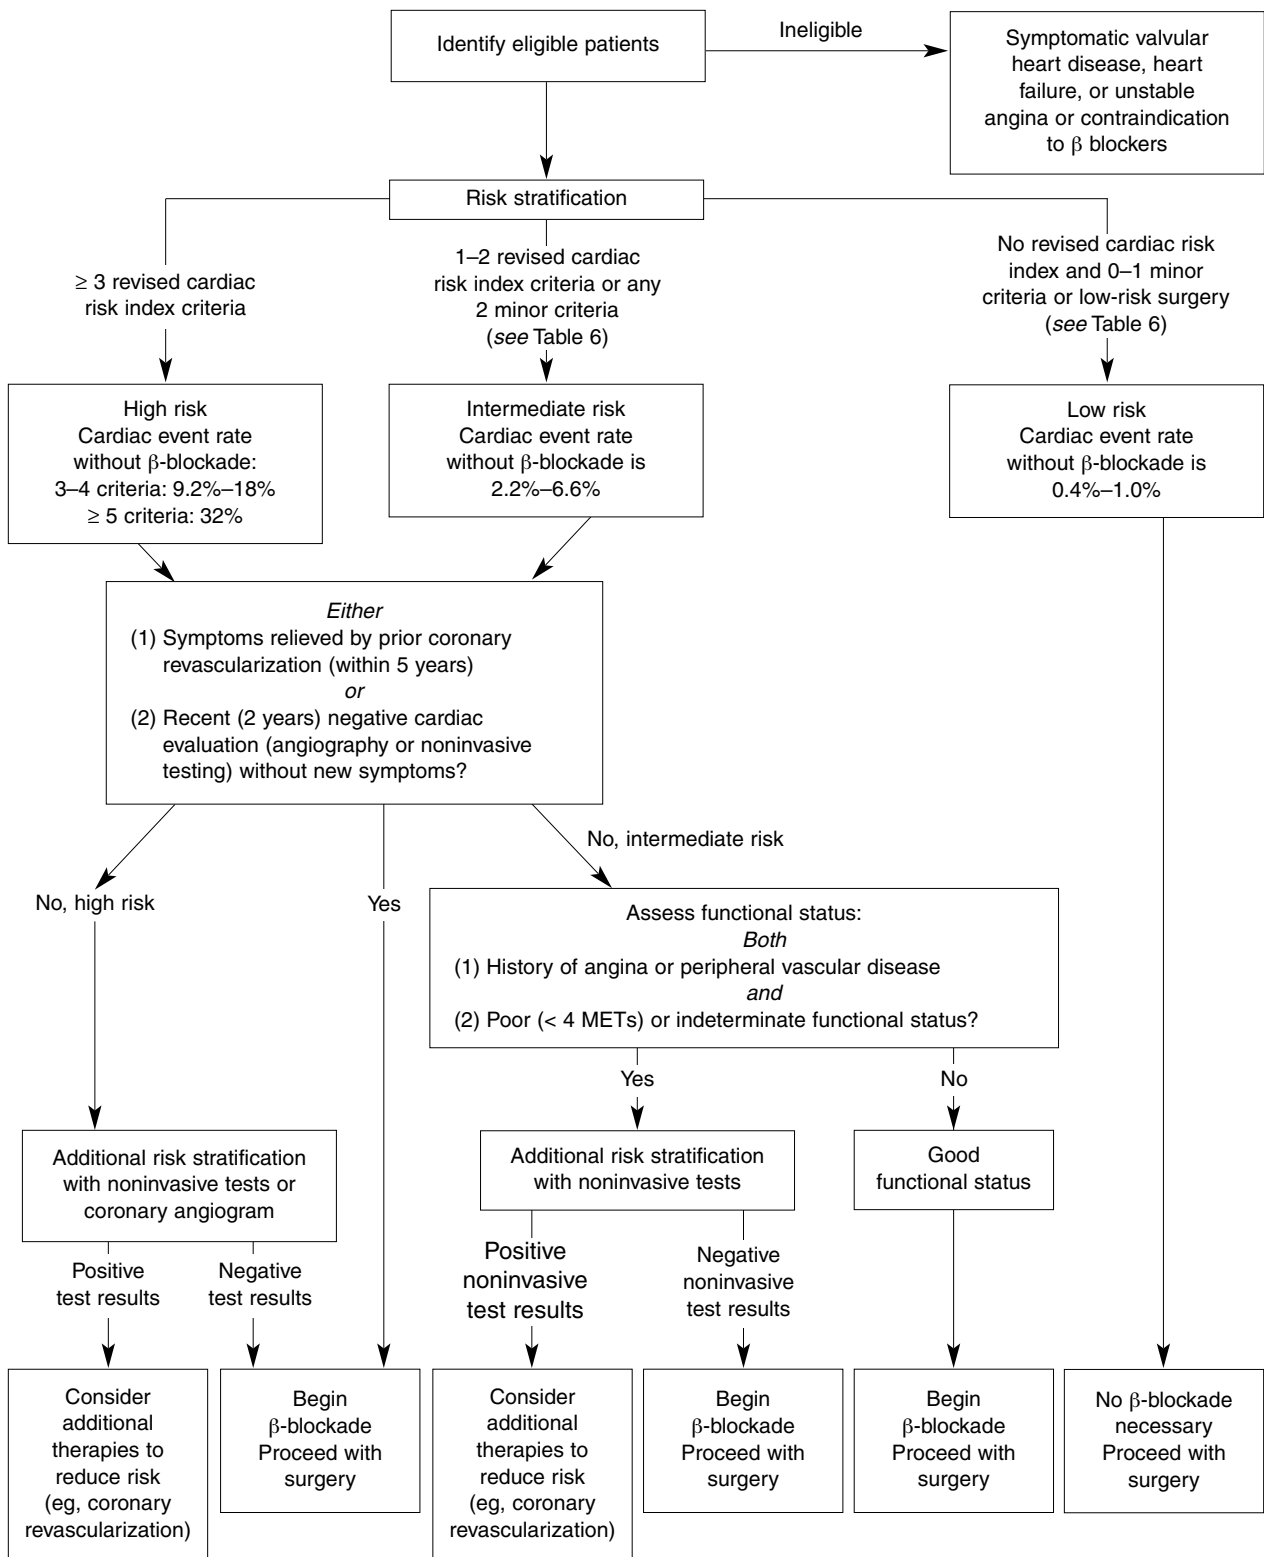 Identify eligible patients
Ineligible
Symptomatic valvular
heart disease, heart
failure, or unstable
angina or contraindication
to β blockers
Risk stratification
≥ 3 revised cardiac
risk index criteria
1–2 revised cardiac
risk index criteria or any
2 minor criteria
(see Table 6)
No revised cardiac risk
index and 0–1 minor
criteria or low-risk surgery
(see Table 6)
High risk
Cardiac event rate
without β-blockade:
3–4 criteria: 9.2%–18%
≥ 5 criteria: 32%
Intermediate risk
Cardiac event rate
without β-blockade is
2.2%–6.6%
Low risk
Cardiac event rate
without β-blockade is
0.4%–1.0%
Either
(1) Symptoms relieved by prior coronary
revascularization (within 5 years)
or
(2) Recent (2 years) negative cardiac
evaluation (angiography or noninvasive
testing) without new symptoms?
No, high risk
Yes
No, intermediate risk
Assess functional status:
Both
(1) History of angina or peripheral vascular disease
and
(2) Poor (< 4 METs) or indeterminate functional status?
Yes
No
Additional risk stratification
with noninvasive tests or
coronary angiogram
Additional risk stratification
with noninvasive tests
Good
functional status
Positive
test results
Negative
test results
Positive
noninvasive
test results
Negative
noninvasive
test results
Consider
additional
therapies to
reduce risk
(eg, coronary
revascularization)
Begin
β-blockade
Proceed with
surgery
Consider
additional
therapies to
reduce risk
(eg, coronary
revascularization)
Begin
β-blockade
Proceed with
surgery
Begin
β-blockade
Proceed with
surgery
No β-blockade
necessary
Proceed with
surgery